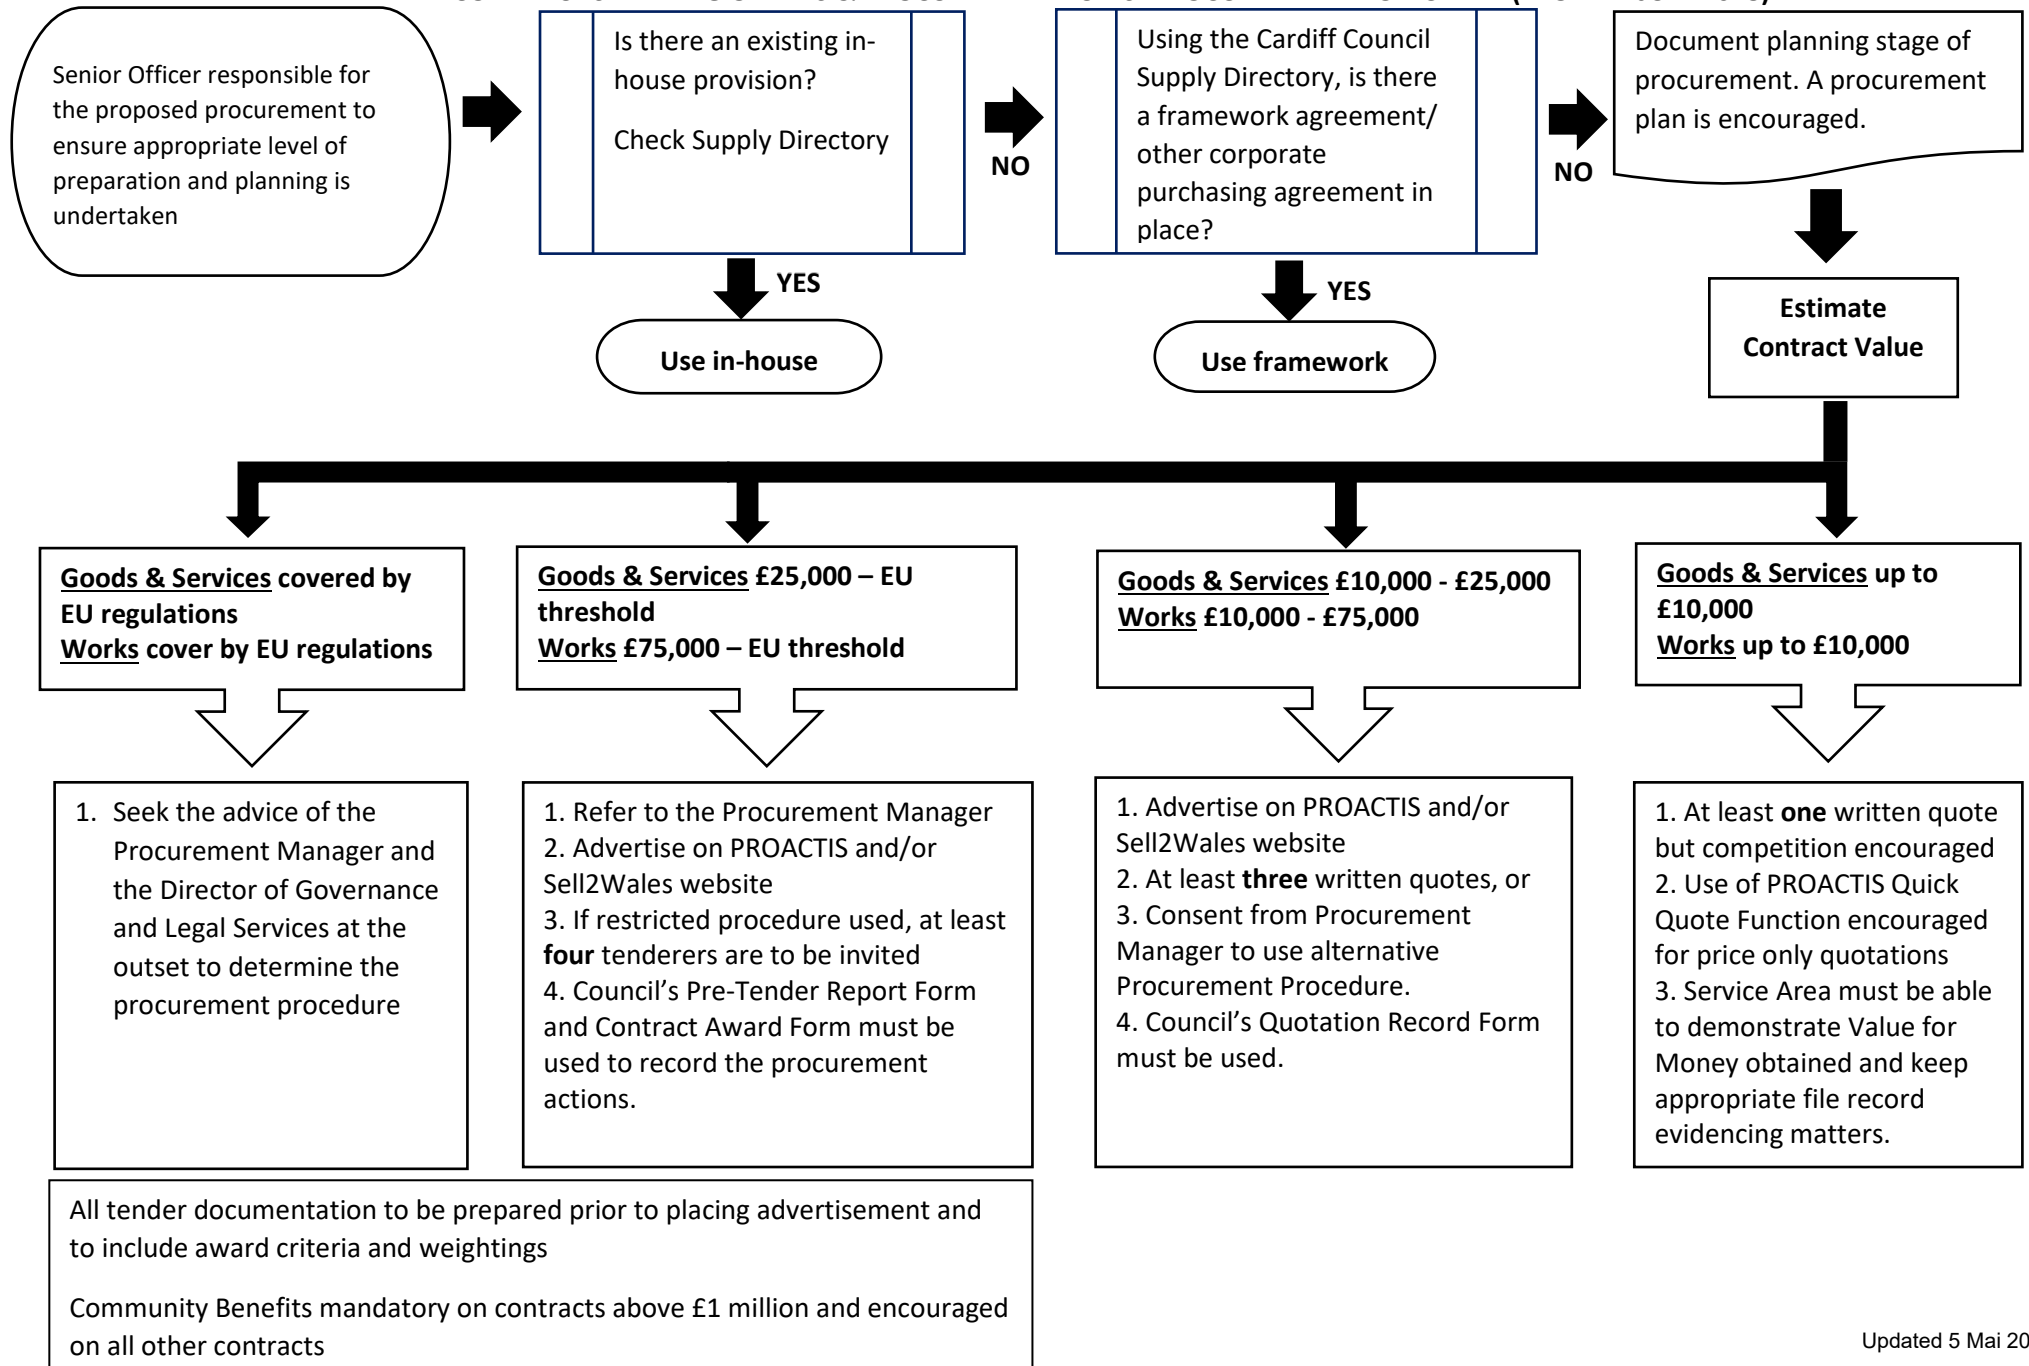 Senior Officer responsible for
the proposed procurement to
ensure appropriate level of
preparation and planning is
undertaken
Is there an existing in-
house provision?
Check Supply Directory
NO
YES
Use in-house
Using the Cardiff Council
Supply Directory, is there
a framework agreement/
other corporate
purchasing agreement in
place?
NO
YES
Use framework
Document planning stage of
procurement. A procurement
plan is encouraged.
Estimate
Contract Value
Goods & Services covered by
EU regulations
Works cover by EU regulations
Goods & Services £25,000 – EU
threshold
Works £75,000 – EU threshold
Goods & Services £10,000 - £25,000
Works £10,000 - £75,000
Goods & Services up to
£10,000
Works up to £10,000
1. Seek the advice of the
Procurement Manager and
the Director of Governance
and Legal Services at the
outset to determine the
procurement procedure
1. Refer to the Procurement Manager
2. Advertise on PROACTIS and/or
Sell2Wales website
3. If restricted procedure used, at least
four tenderers are to be invited
4. Council’s Pre-Tender Report Form
and Contract Award Form must be
used to record the procurement
actions.
1. Advertise on PROACTIS and/or
Sell2Wales website
2. At least three written quotes, or
3. Consent from Procurement
Manager to use alternative
Procurement Procedure.
4. Council’s Quotation Record Form
must be used.
1. At least one written quote
but competition encouraged
2. Use of PROACTIS Quick
Quote Function encouraged
for price only quotations
3. Service Area must be able
to demonstrate Value for
Money obtained and keep
appropriate file record
evidencing matters.
All tender documentation to be prepared prior to placing advertisement and
to include award criteria and weightings
Community Benefits mandatory on contracts above £1 million and encouraged
on all other contracts
Updated 5 Mai 20